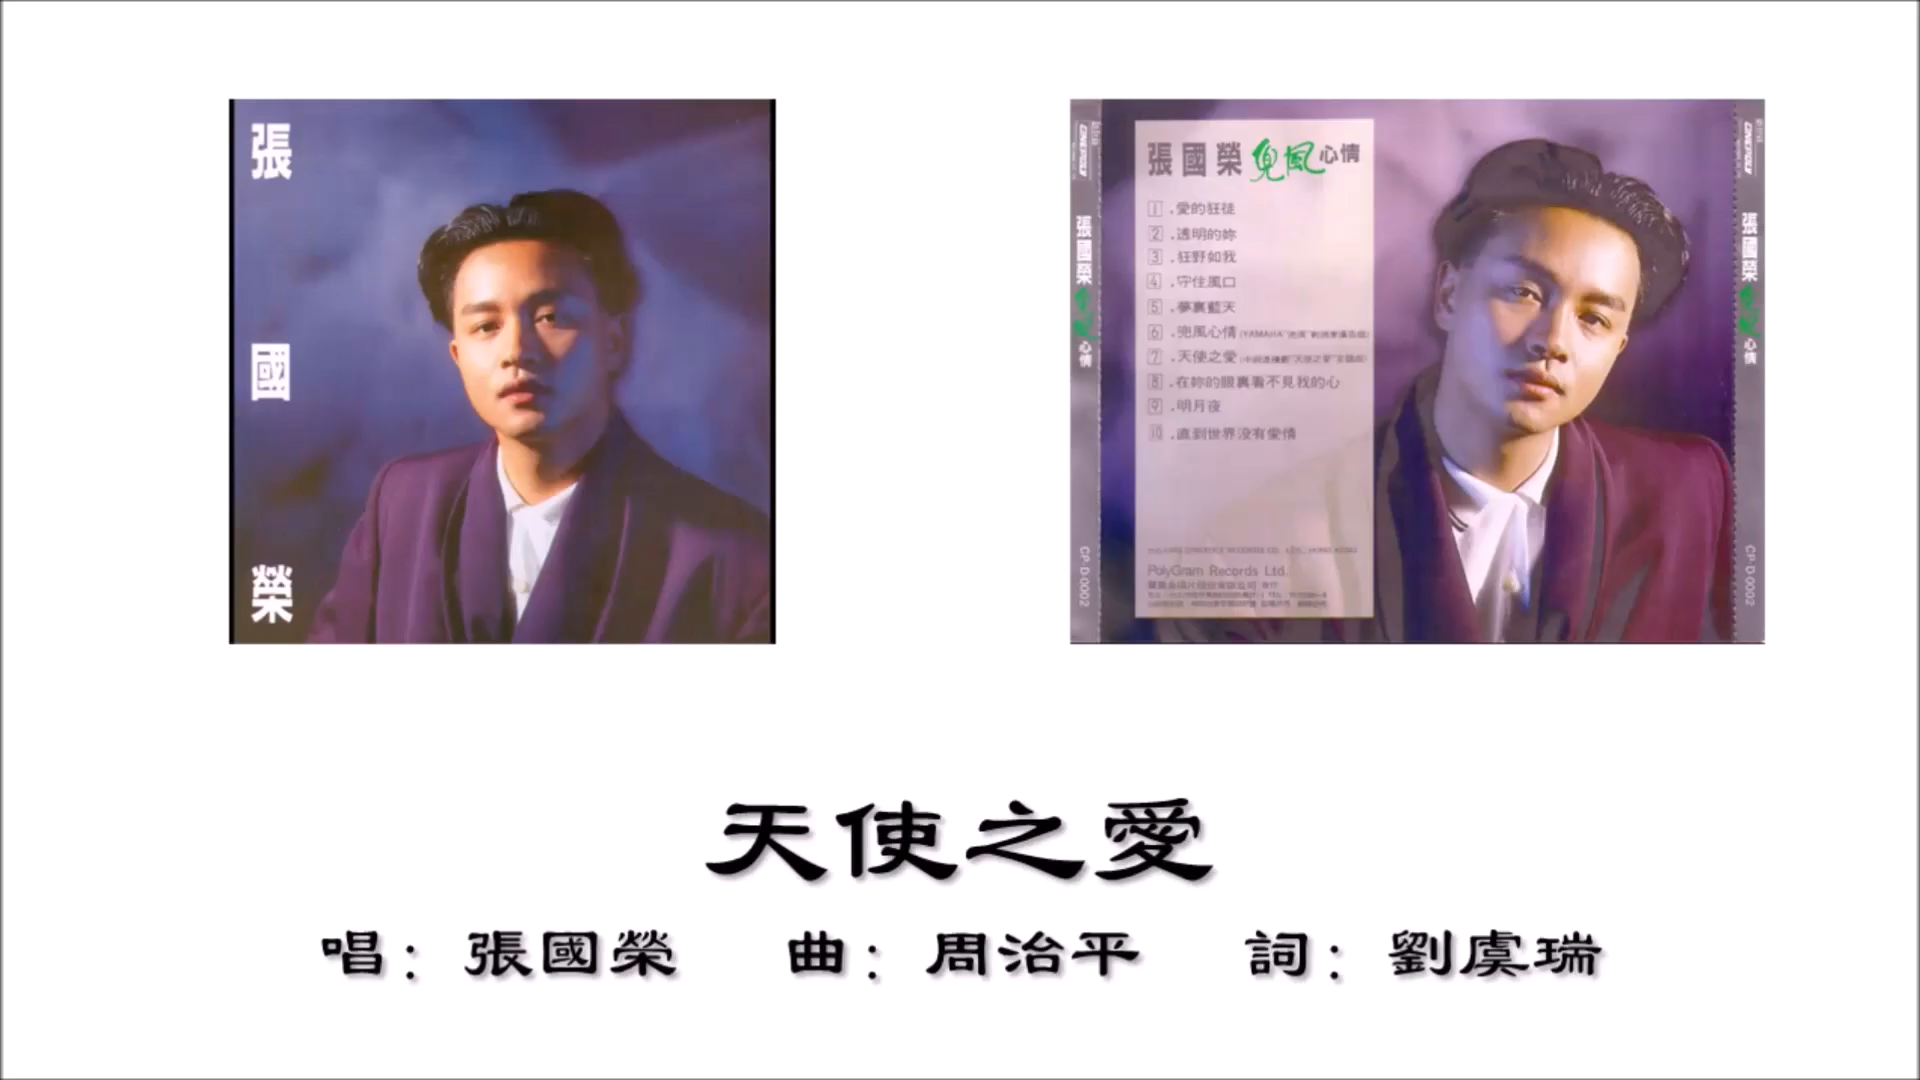 張
國
榮
張國榮 兜風心情
1.愛的狂徒
2.透明的妳
3.狂野如我
4.守住風口
5.夢裏藍天
6.兜風心情
7.天使之愛
8.在妳的眼裏看不見我的心
9.明月夜
10.直到世界沒有愛情
PolyGram Records Ltd.
CINEPOLY
張國榮 兜風 心情
CP-D-0002
CINEPOLY
張國榮 兜風 心情
CP-D-0002
天使之愛
唱：張國榮 曲：周治平 詞：劉虞瑞